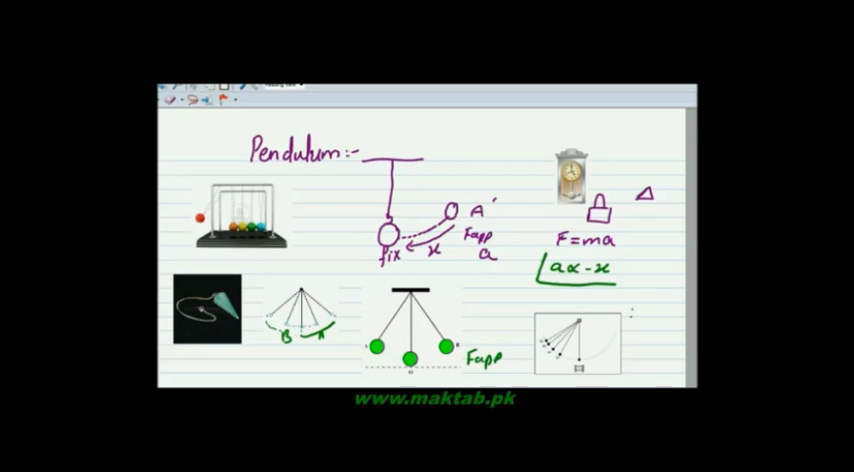 Pendulum:-
A'
Fapp
fix
x
a
F=ma
a∝-x
B
A
Fapp
www.maktab.pk